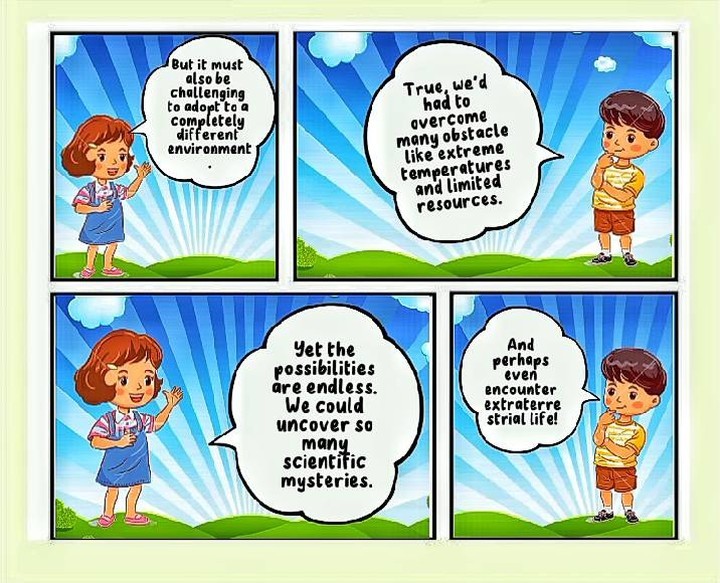 But it must
also be
challenging
to adopt to a
completely
different
environment
.
True, we'd
had to
overcome
many obstacle
like extreme
temperatures
and limited
resources.
Yet the
possibilities
are endless.
We could
uncover so
many
scientific
mysteries.
And
perhaps
even
encounter
extraterre
strial life!